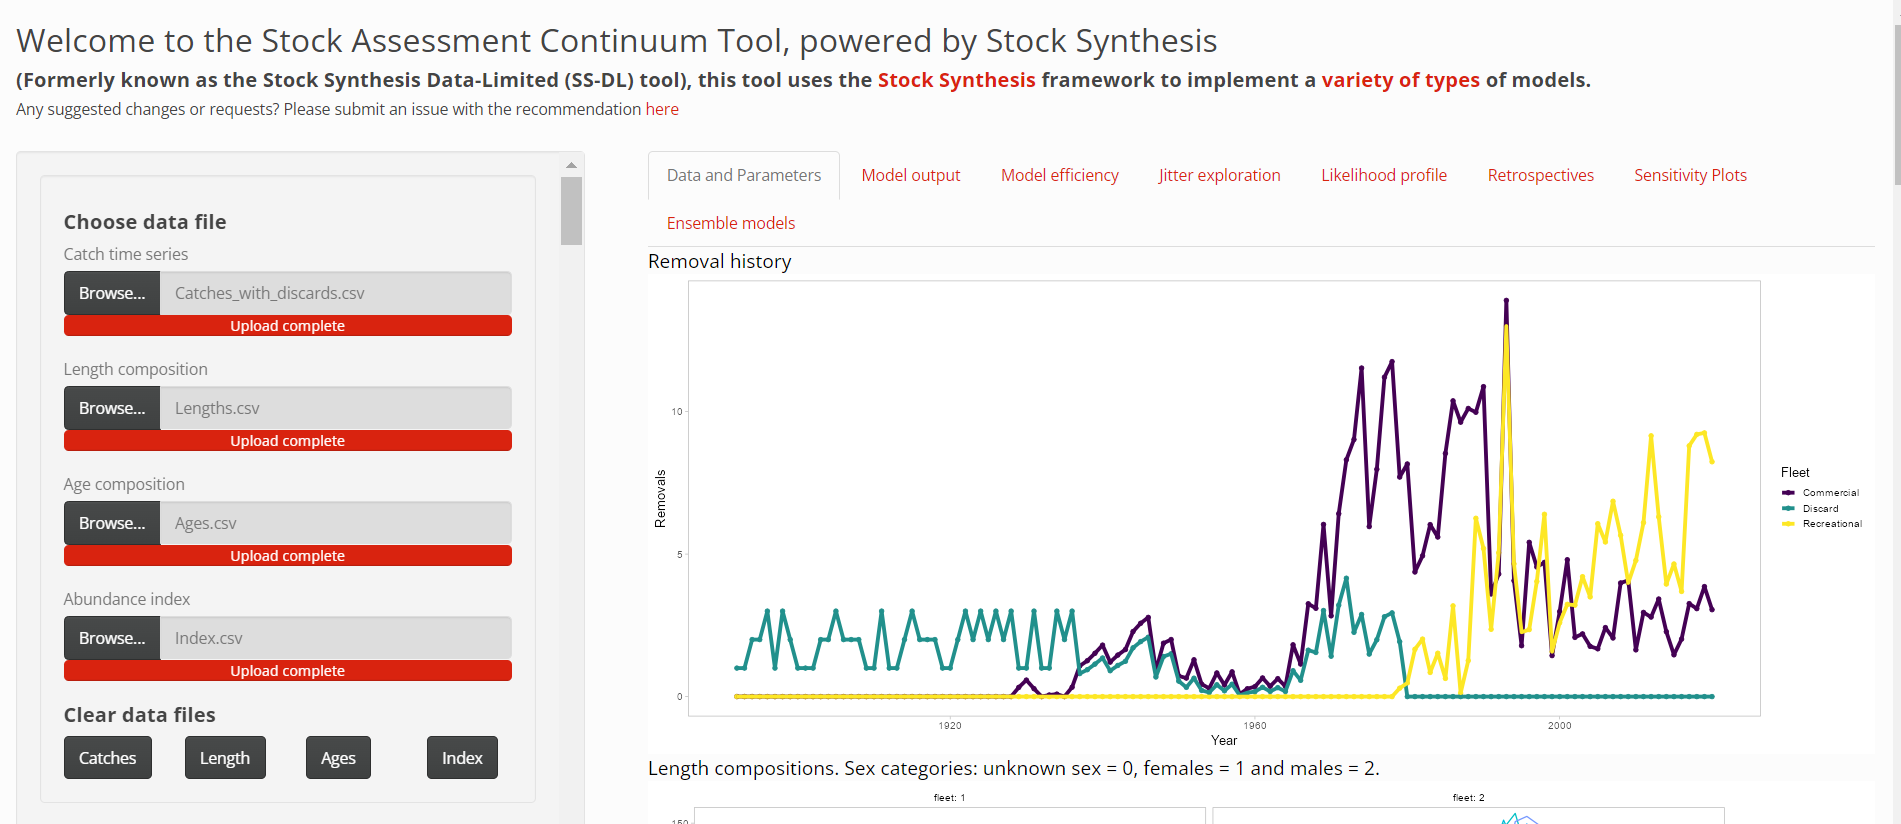 Welcome to the Stock Assessment Continuum Tool, powered by Stock Synthesis
(Formerly known as the Stock Synthesis Data-Limited (SS-DL) tool), this tool uses the Stock Synthesis framework to implement a variety of types of models.
Any suggested changes or requests? Please submit an issue with the recommendation here
Choose data file
Catch time series
Browse... Catches_with_discards.csv
Upload complete
Length composition
Browse... Lengths.csv
Upload complete
Age composition
Browse... Ages.csv
Upload complete
Abundance index
Browse... Index.csv
Upload complete
Clear data files
Catches Length Ages Index
Data and Parameters Model output Model efficiency Jitter exploration Likelihood profile Retrospectives Sensitivity Plots
Ensemble models
Removal history
Removals
10
5
0
1920 1960 2000
Year
Fleet
Commercial
Discard
Recreational
Length compositions. Sex categories: unknown sex = 0, females = 1 and males = 2.
fleet: 1 fleet: 2
150